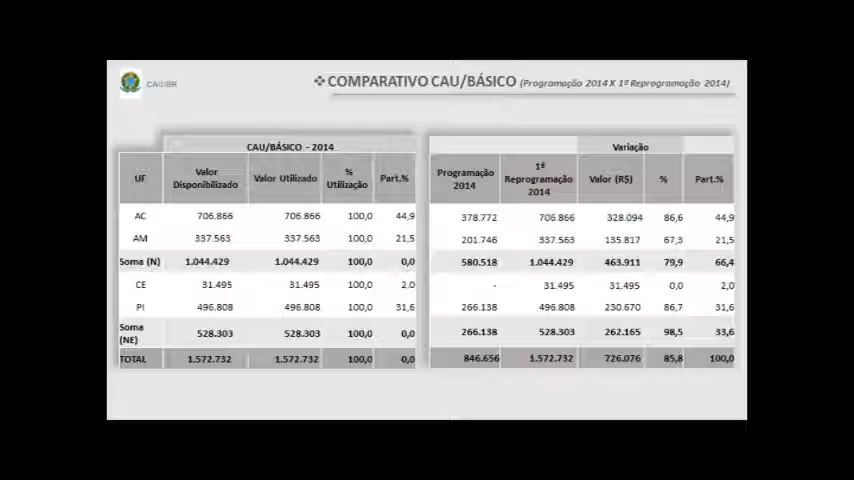 CAU/BR
❖COMPARATIVO CAU/BÁSICO (Programação 2014 X 1ª Reprogramação 2014)
CAU/BÁSICO - 2014
UF Valor Disponibilizado Valor Utilizado % Utilização Part.%
AC 706.866 706.866 100,0 44,9
AM 337.563 337.563 100,0 21,5
Soma (N) 1.044.429 1.044.429 100,0 0,0
CE 31.495 31.495 100,0 2,0
PI 496.808 496.808 100,0 31,6
Soma (NE) 528.303 528.303 100,0 0,0
TOTAL 1.572.732 1.572.732 100,0 0,0
Variação
Programação 2014 1ª Reprogramação 2014 Valor (R$) % Part.%
378.772 706.866 328.094 86,6 44,9
201.746 337.563 135.817 67,3 21,5
580.518 1.044.429 463.911 79,9 66,4
- 31.495 31.495 0,0 2,0
266.138 496.808 230.670 86,7 31,6
266.138 528.303 262.165 98,5 33,6
846.656 1.572.732 726.076 85,8 100,0